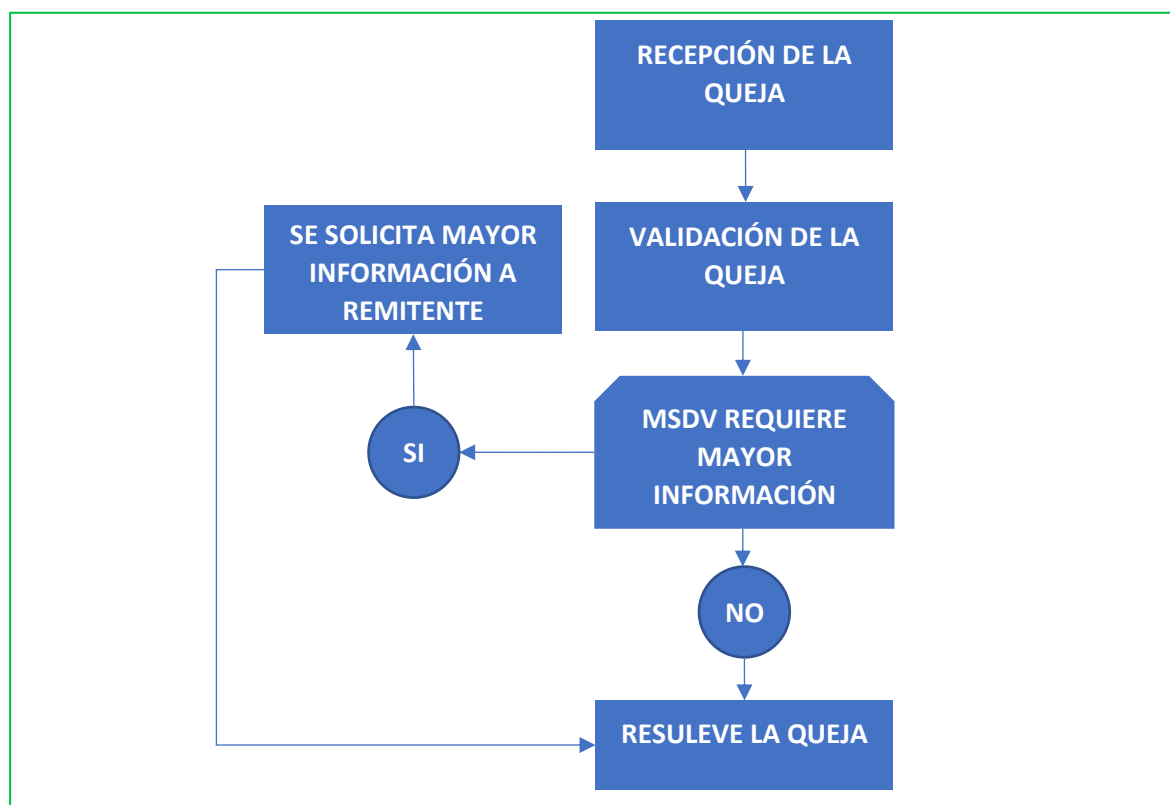 RECEPCIÓN DE LA
QUEJA
VALIDACIÓN DE LA
QUEJA
SE SOLICITA MAYOR
INFORMACIÓN A
REMITENTE
MSDV REQUIERE
MAYOR
INFORMACIÓN
SI
NO
RESULEVE LA QUEJA